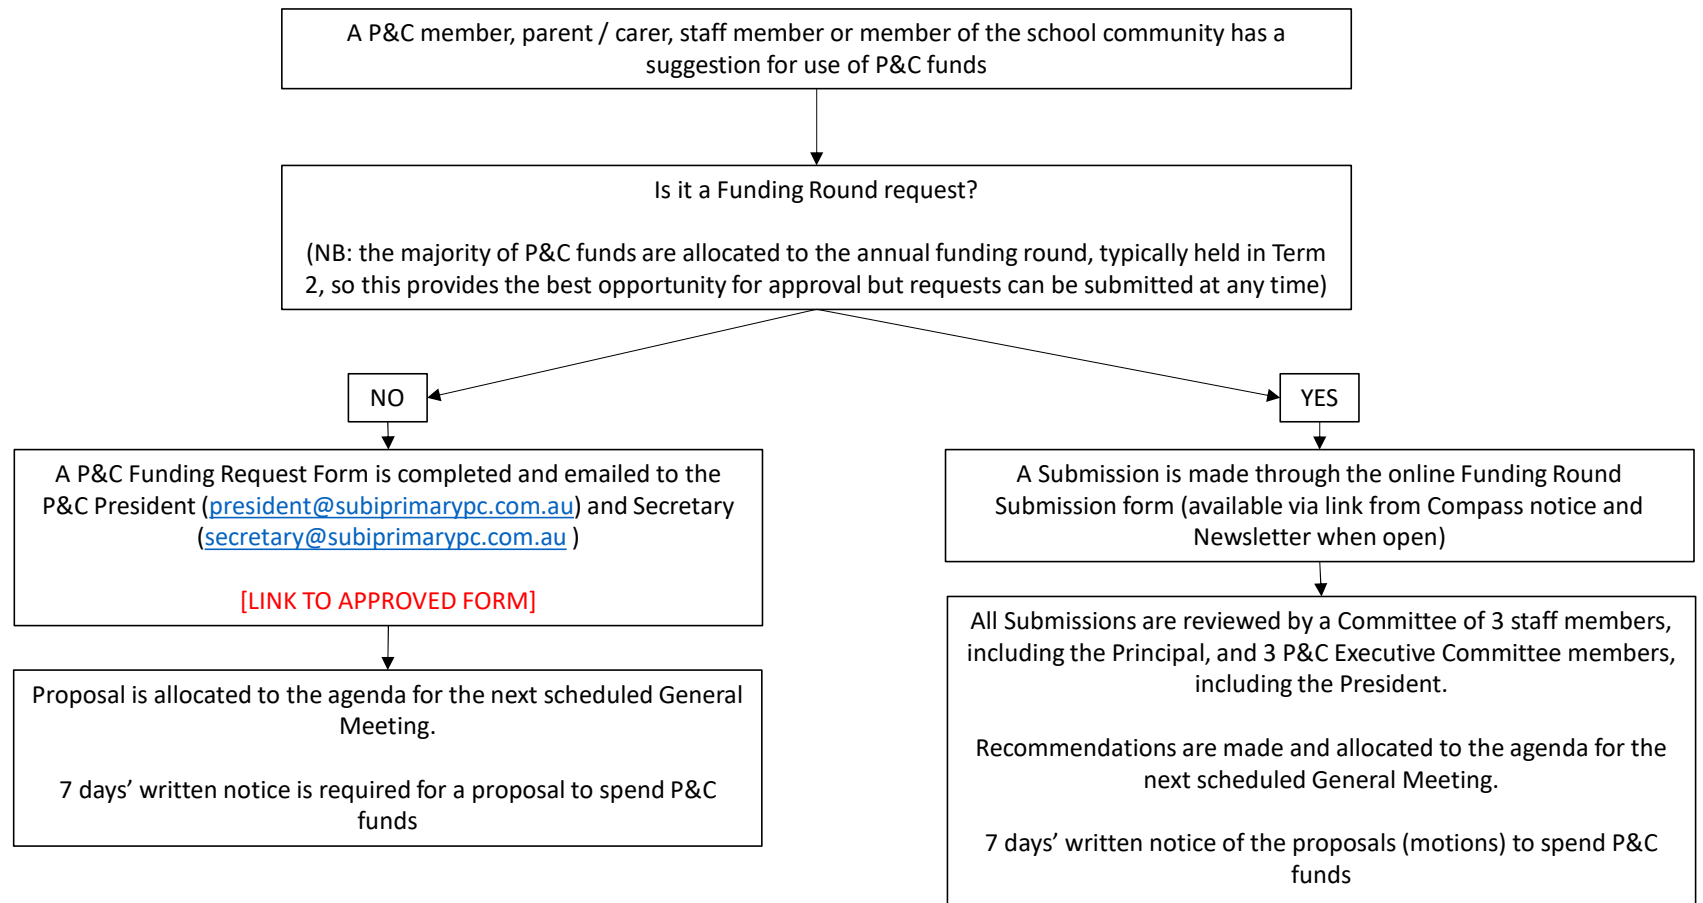 A P&C member, parent / carer, staff member or member of the school community has a
suggestion for use of P&C funds
Is it a Funding Round request?
(NB: the majority of P&C funds are allocated to the annual funding round, typically held in Term
2, so this provides the best opportunity for approval but requests can be submitted at any time)
NO
YES
A P&C Funding Request Form is completed and emailed to the
P&C President (president@subiprimarypc.com.au) and Secretary
(secretary@subiprimarypc.com.au )
[LINK TO APPROVED FORM]
Proposal is allocated to the agenda for the next scheduled General
Meeting.
7 days’ written notice is required for a proposal to spend P&C
funds
A Submission is made through the online Funding Round
Submission form (available via link from Compass notice and
Newsletter when open)
All Submissions are reviewed by a Committee of 3 staff members,
including the Principal, and 3 P&C Executive Committee members,
including the President.
Recommendations are made and allocated to the agenda for the
next scheduled General Meeting.
7 days’ written notice of the proposals (motions) to spend P&C
funds